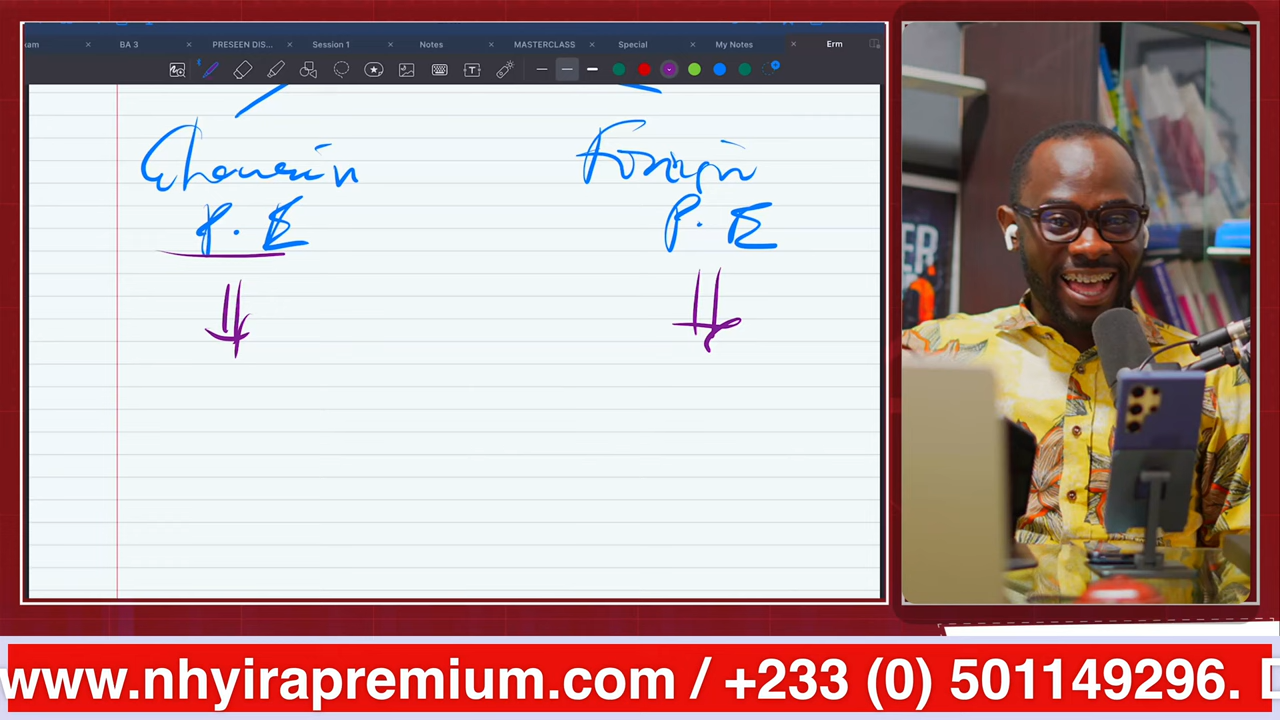 am
BA 3
PRESEEN DIS...
Session 1
Notes
MASTERCLASS
Special
My Notes
Erm
Ghanaian
P.E
Foreign
P.E
www.nhyirapremium.com / +233 (0) 501149296. D